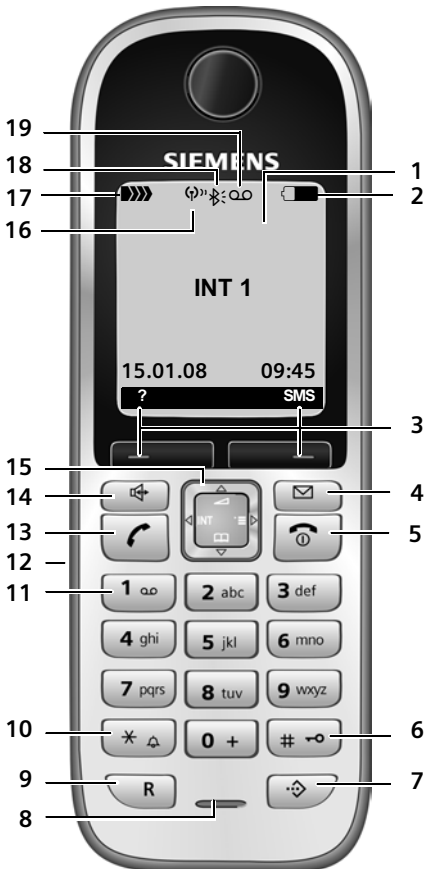 19
SIEMENS
18
1
17
2
16
INT 1
15.01.08 09:45
? SMS
3
15
14
4
INT
13
5
12
11
1 2 abc 3 def
4 ghi 5 jkl 6 mno
7 pqrs 8 tuv 9 wxyz
10
* 0 + #
6
9
R
7
8